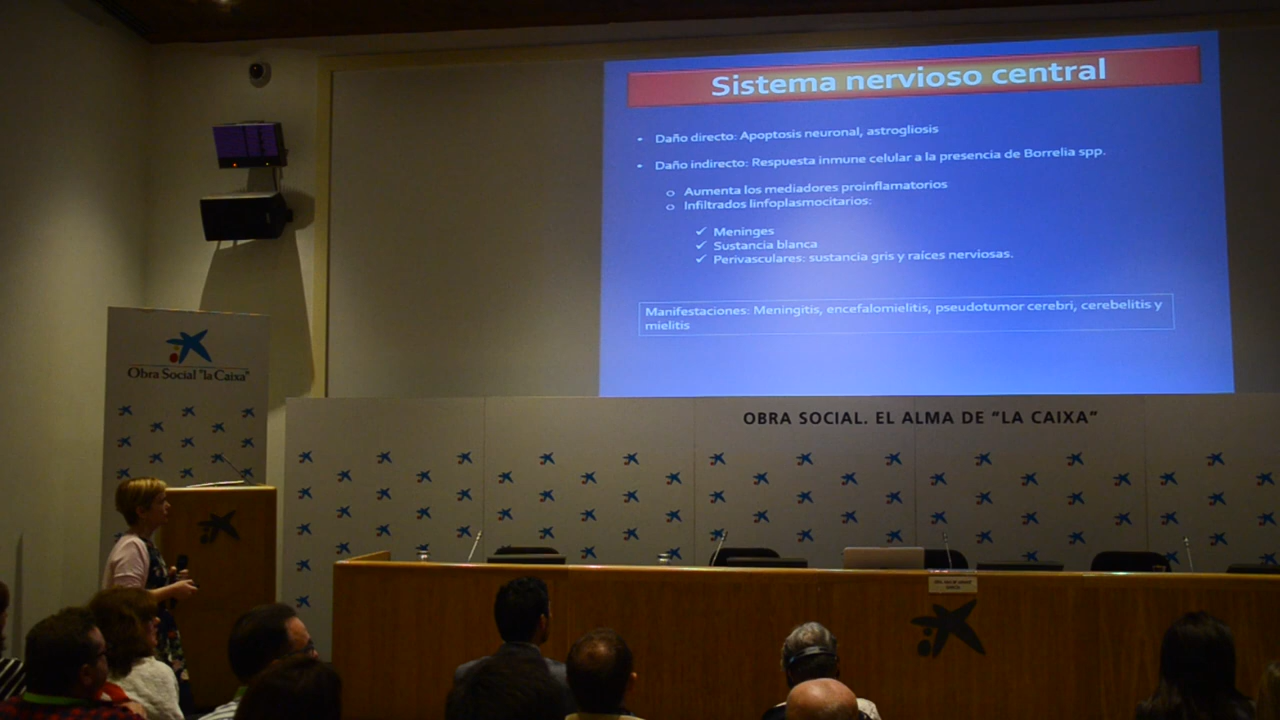 Sistema nervioso central
• Daño directo: Apoptosis neuronal, astrogliosis
• Daño indirecto: Respuesta inmune celular a la presencia de Borrelia spp.
o Aumenta los mediadores proinflamatorios
o Infiltrados linfoplasmocitarios:
✓ Meninges
✓ Sustancia blanca
✓ Perivasculares: sustancia gris y raíces nerviosas.
Manifestaciones: Meningitis, encefalomielitis, pseudotumor cerebri, cerebelitis y
mielitis
Obra Social "la Caixa"
OBRA SOCIAL. EL ALMA DE "LA CAIXA"